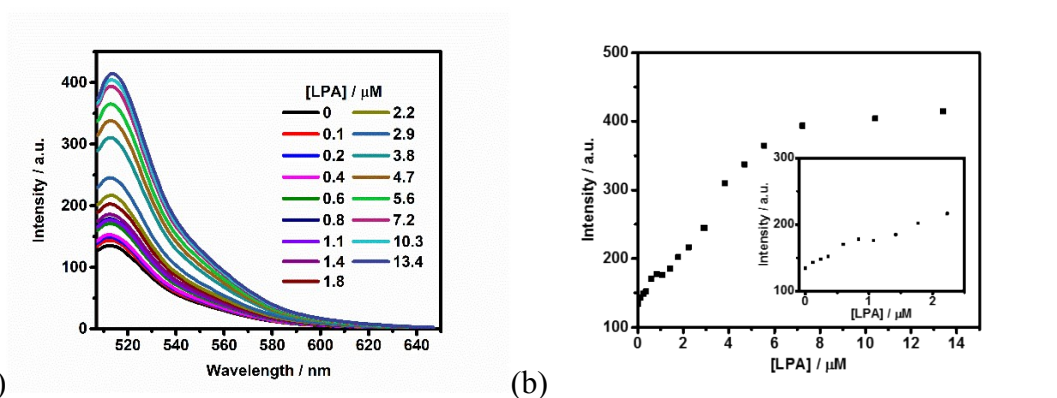 [LPA] / μM
0 2.2
0.1 2.9
0.2 3.8
0.4 4.7
0.6 5.6
0.8 7.2
1.1 10.3
1.4 13.4
1.8
Intensity / a.u.
400
300
200
100
0
520 540 560 580 600 620 640
Wavelength / nm
)
(b)
Intensity / a.u.
500
400
300
200
100
0 2 4 6 8 10 12 14
[LPA] / μM
Intensity / a.u.
300
200
100
0 1 2
[LPA] / μM